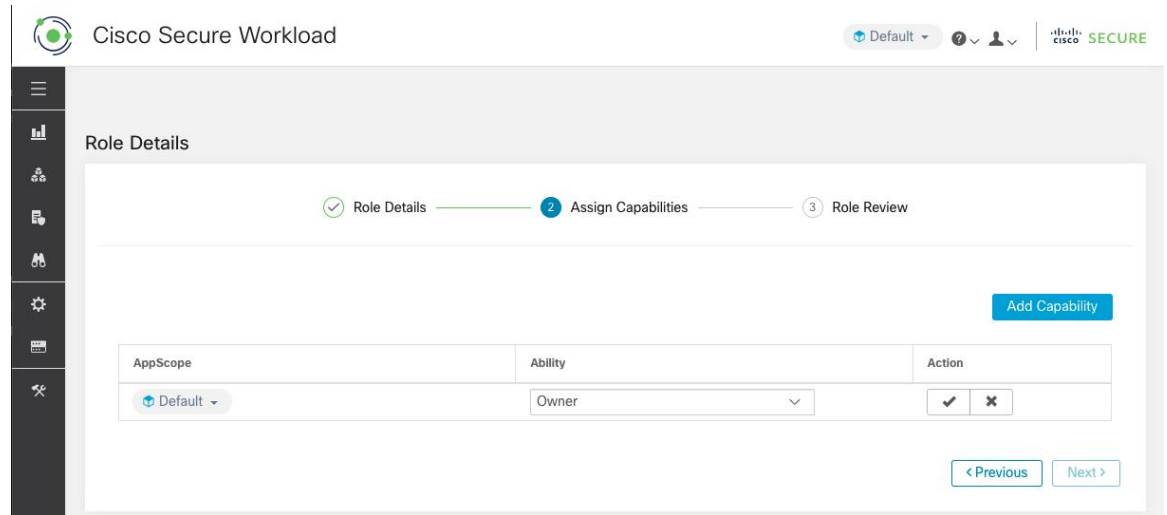 Cisco Secure Workload
Default
cisco SECURE
Role Details
Role Details
2 Assign Capabilities
3 Role Review
Add Capability
AppScope Ability Action
Default Owner
Previous Next